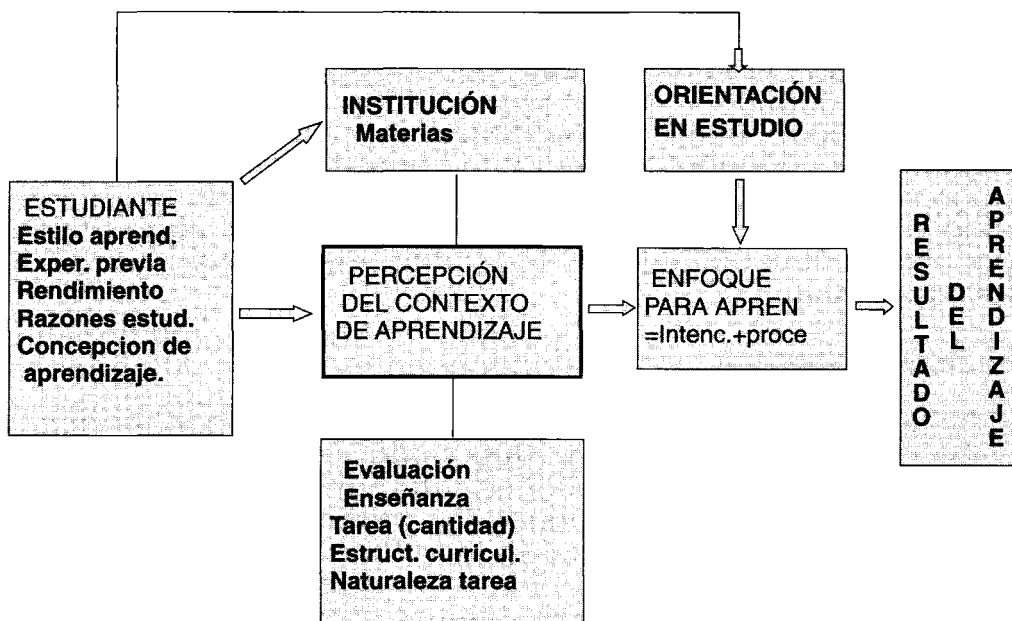 INSTITUCIÓN
Materias
ORIENTACIÓN
EN ESTUDIO
ESTUDIANTE
Estilo aprend.
Exper. previa
Rendimiento
Razones estud.
Concepcion de
aprendizaje.
PERCEPCIÓN
DEL CONTEXTO
DE APRENDIZAJE
ENFOQUE
PARA APREN
=Intenc.+proce
RESULTADO
DEL
APRENDIZAJE
Evaluación
Enseñanza
Tarea (cantidad)
Estruct. curricul.
Naturaleza tarea